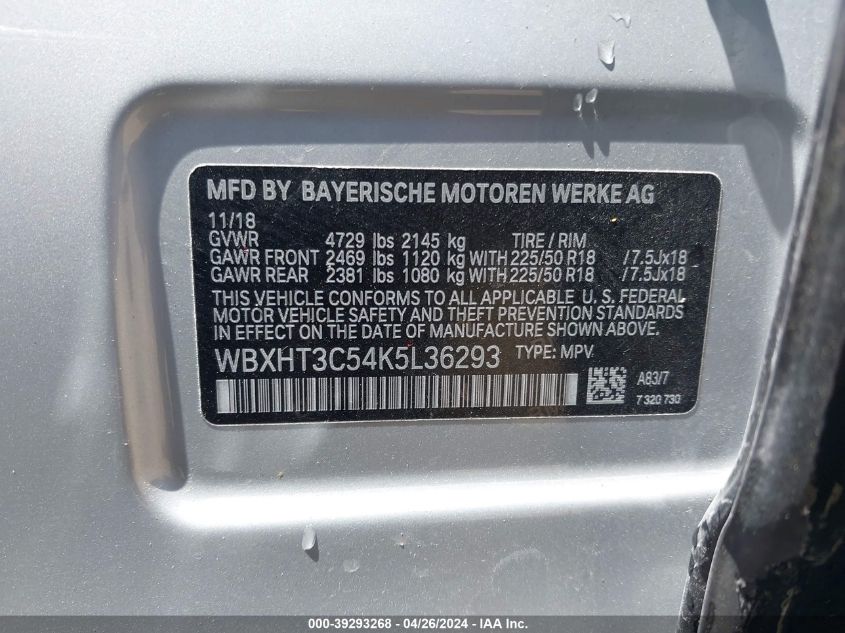 MFD BY BAYERISCHE MOTOREN WERKE AG
11/18
GVWR 4729 lbs 2145 kg TIRE / RIM
GAWR FRONT 2469 lbs 1120 kg WITH 225/50 R18 /7.5Jx18
GAWR REAR 2381 lbs 1080 kg WITH 225/50 R18 /7.5Jx18
THIS VEHICLE CONFORMS TO ALL APPLICABLE U. S. FEDERAL
MOTOR VEHICLE SAFETY AND THEFT PREVENTION STANDARDS
IN EFFECT ON THE DATE OF MANUFACTURE SHOWN ABOVE.
WBXHT3C54K5L36293 TYPE: MPV
A83/7
7 320 730
000-39293268 - 04/26/2024 - IAA Inc.